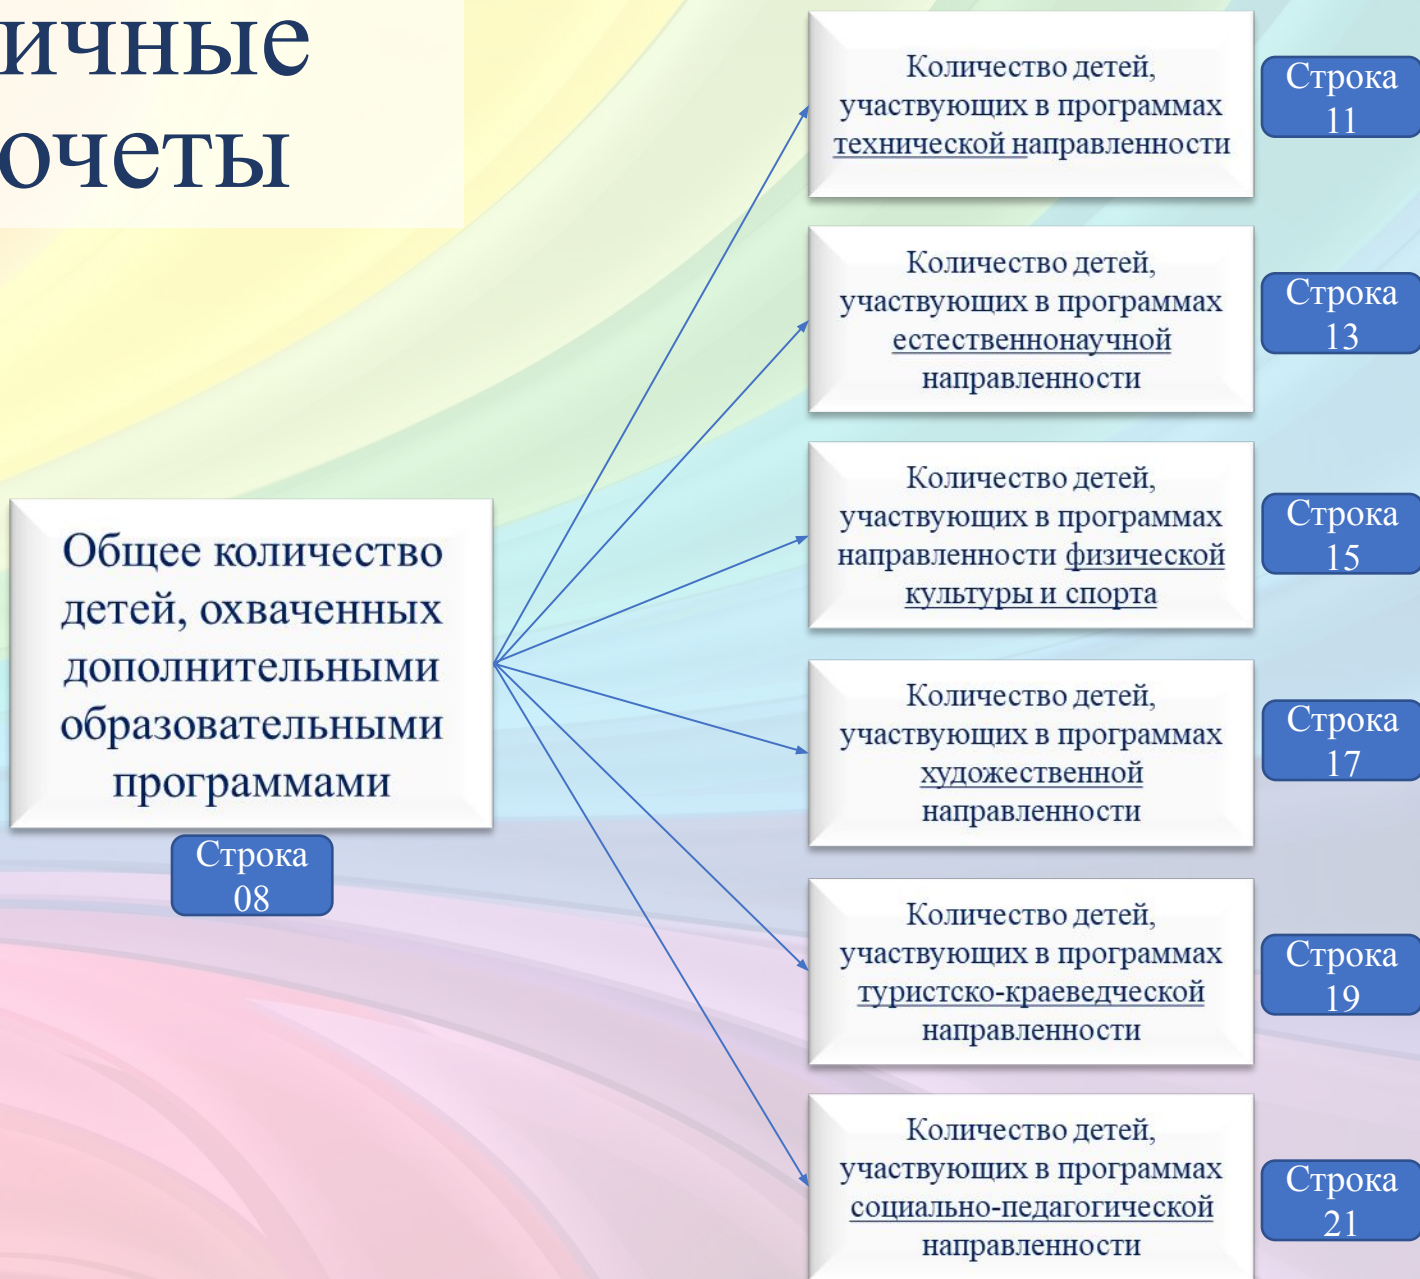 ичные
очеты
Общее количество
детей, охваченных
дополнительными
образовательными
программами
Строка
08
Количество детей,
участвующих в программах
технической направленности
Строка
11
Количество детей,
участвующих в программах
естественнонаучной
направленности
Строка
13
Количество детей,
участвующих в программах
направленности физической
культуры и спорта
Строка
15
Количество детей,
участвующих в программах
художественной
направленности
Строка
17
Количество детей,
участвующих в программах
туристско-краеведческой
направленности
Строка
19
Количество детей,
участвующих в программах
социально-педагогической
направленности
Строка
21